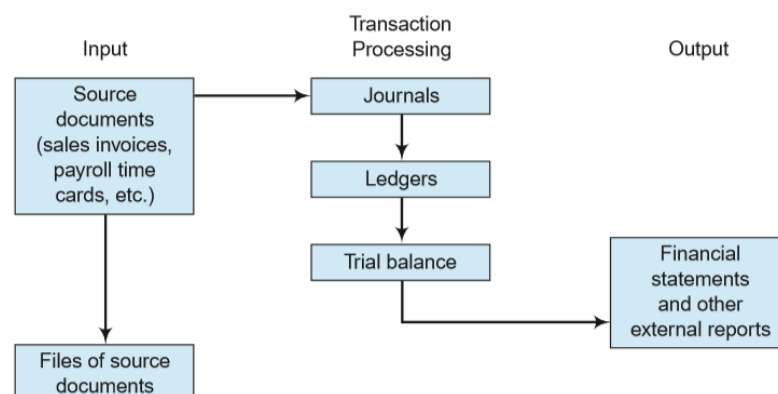 Input
Transaction
Processing
Output
Source
documents
(sales invoices,
payroll time
cards, etc.)
Journals
Ledgers
Trial balance
Financial
statements
and other
external reports
Files of source
documents